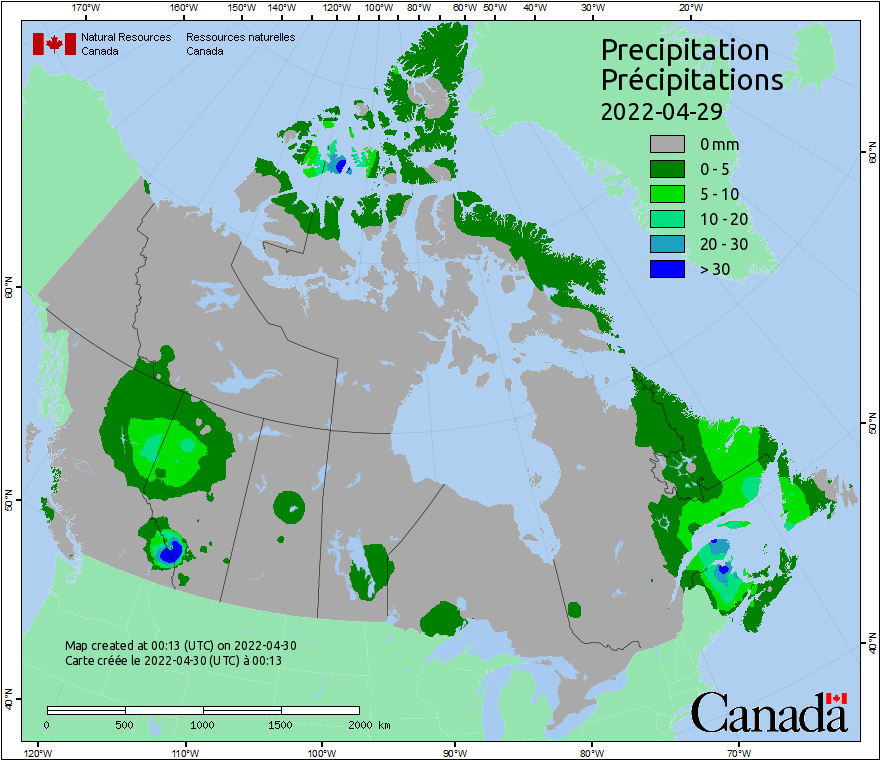 170°W 160°W 150°W 140°W 120°W 100°W 80°W 60°W 50°W 40°W 30°W 20°W
Natural Resources Ressources naturelles
Canada Canada
Precipitation
Précipitations
2022-04-29
0 mm
0 - 5
5 - 10
10 - 20
20 - 30
> 30
60°N
60°N
50°N
50°N
40°N
40°N
Map created at 00:13 (UTC) on 2022-04-30
Carte créée le 2022-04-30 (UTC) à 00:13
0 500 1000 1500 2000 km
Canada
120°W 110°W 100°W 90°W 80°W 70°W